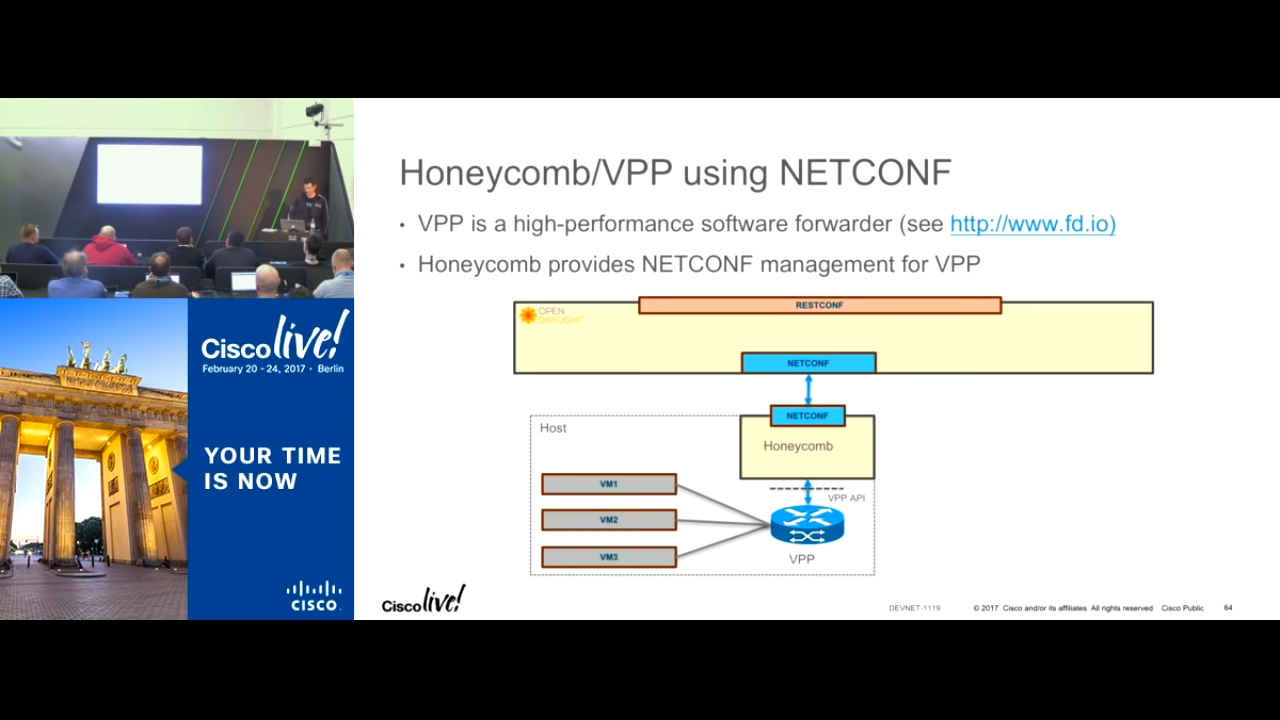 Honeycomb/VPP using NETCONF
• VPP is a high-performance software forwarder (see http://www.fd.io)
• Honeycomb provides NETCONF management for VPP
RESTCONF
OPEN
DAYLIGHT
NETCONF
NETCONF
Host
Honeycomb
VM1
VPP API
VM2
VM3
VPP
Cisco live!
February 20 - 24, 2017 • Berlin
YOUR TIME
IS NOW
CISCO.
Cisco live!
DEVNET-1119
© 2017 Cisco and/or its affiliates. All rights reserved. Cisco Public
64